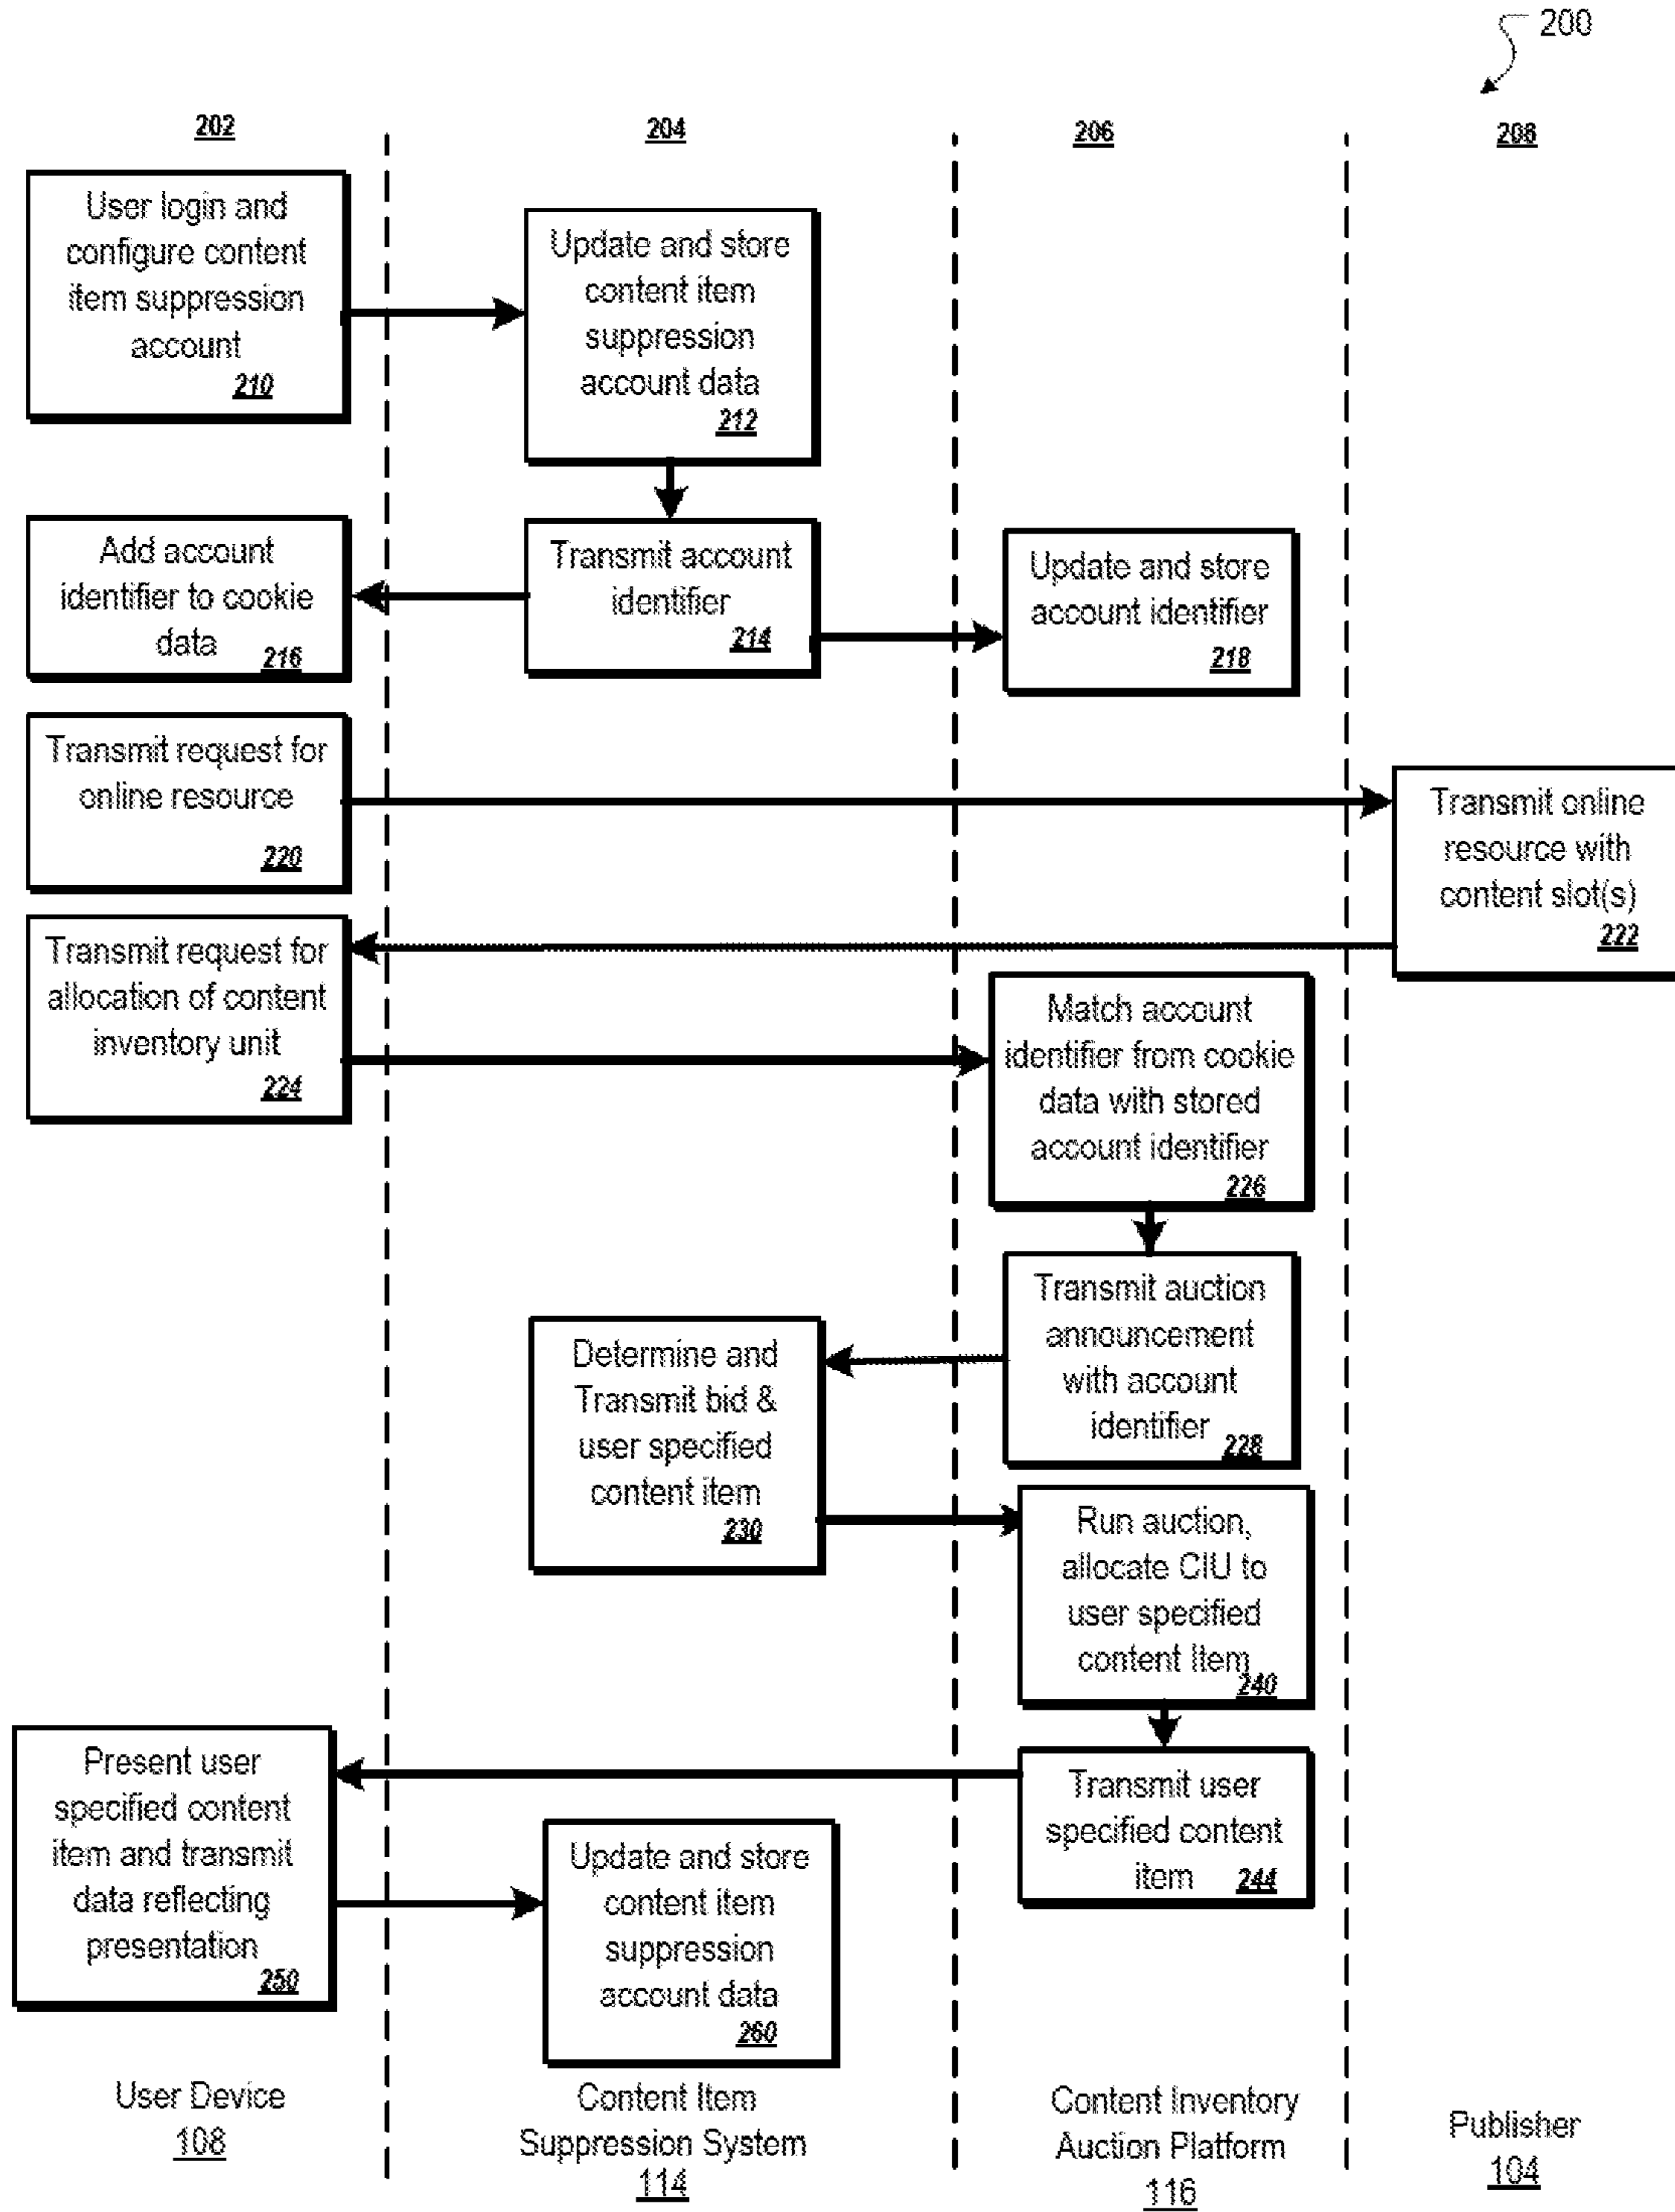 200
202
204
206
208
User login and
configure content
item suppression
account
210
Update and store
content item
suppression
account data
212
Add account
identifier to cookie
data
216
Transmit account
identifier
214
Update and store
account identifier
218
Transmit request for
online resource
220
Transmit online
resource with
content slot(s)
222
Transmit request for
allocation of content
inventory unit
224
Match account
identifier from cookie
data with stored
account identifier
226
Transmit auction
announcement
with account
identifier
228
Determine and
Transmit bid &
user specified
content item
230
Run auction,
allocate CIU to
user specified
content Item
240
Present user
specified content
item and transmit
data reflecting
presentation
250
Transmit user
specified content
item
244
Update and store
content item
suppression
account data
260
User Device
108
Content Item
Suppression System
114
Content Inventory
Auction Platform
116
Publisher
104